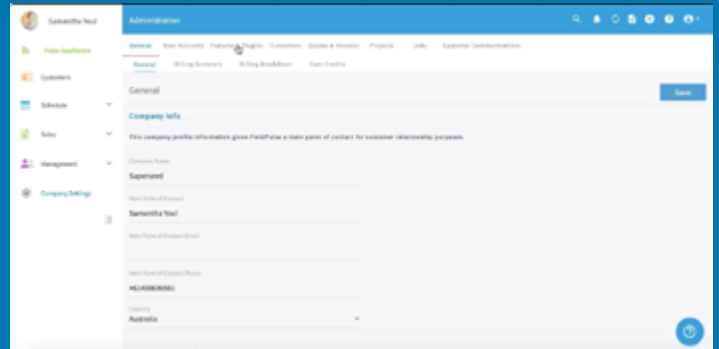 Samantha Youl
Administration
Pulse Dashboard
General User Accounts Features & Plugins Customers Quotes & Invoices Projects Jobs Customer Communications
General Billing Summary Billing Breakdown Earn Credits
Customers
General
Save
Schedule
Company Info
Sales
This company profile information gives FieldPulse a main point of contact for customer relationship purposes.
Management
Company Name
Superseed
Company Settings
Main Point of Contact
Samantha Youl
Main Point of Contact Email
Main Point of Contact Phone
Country
Australia